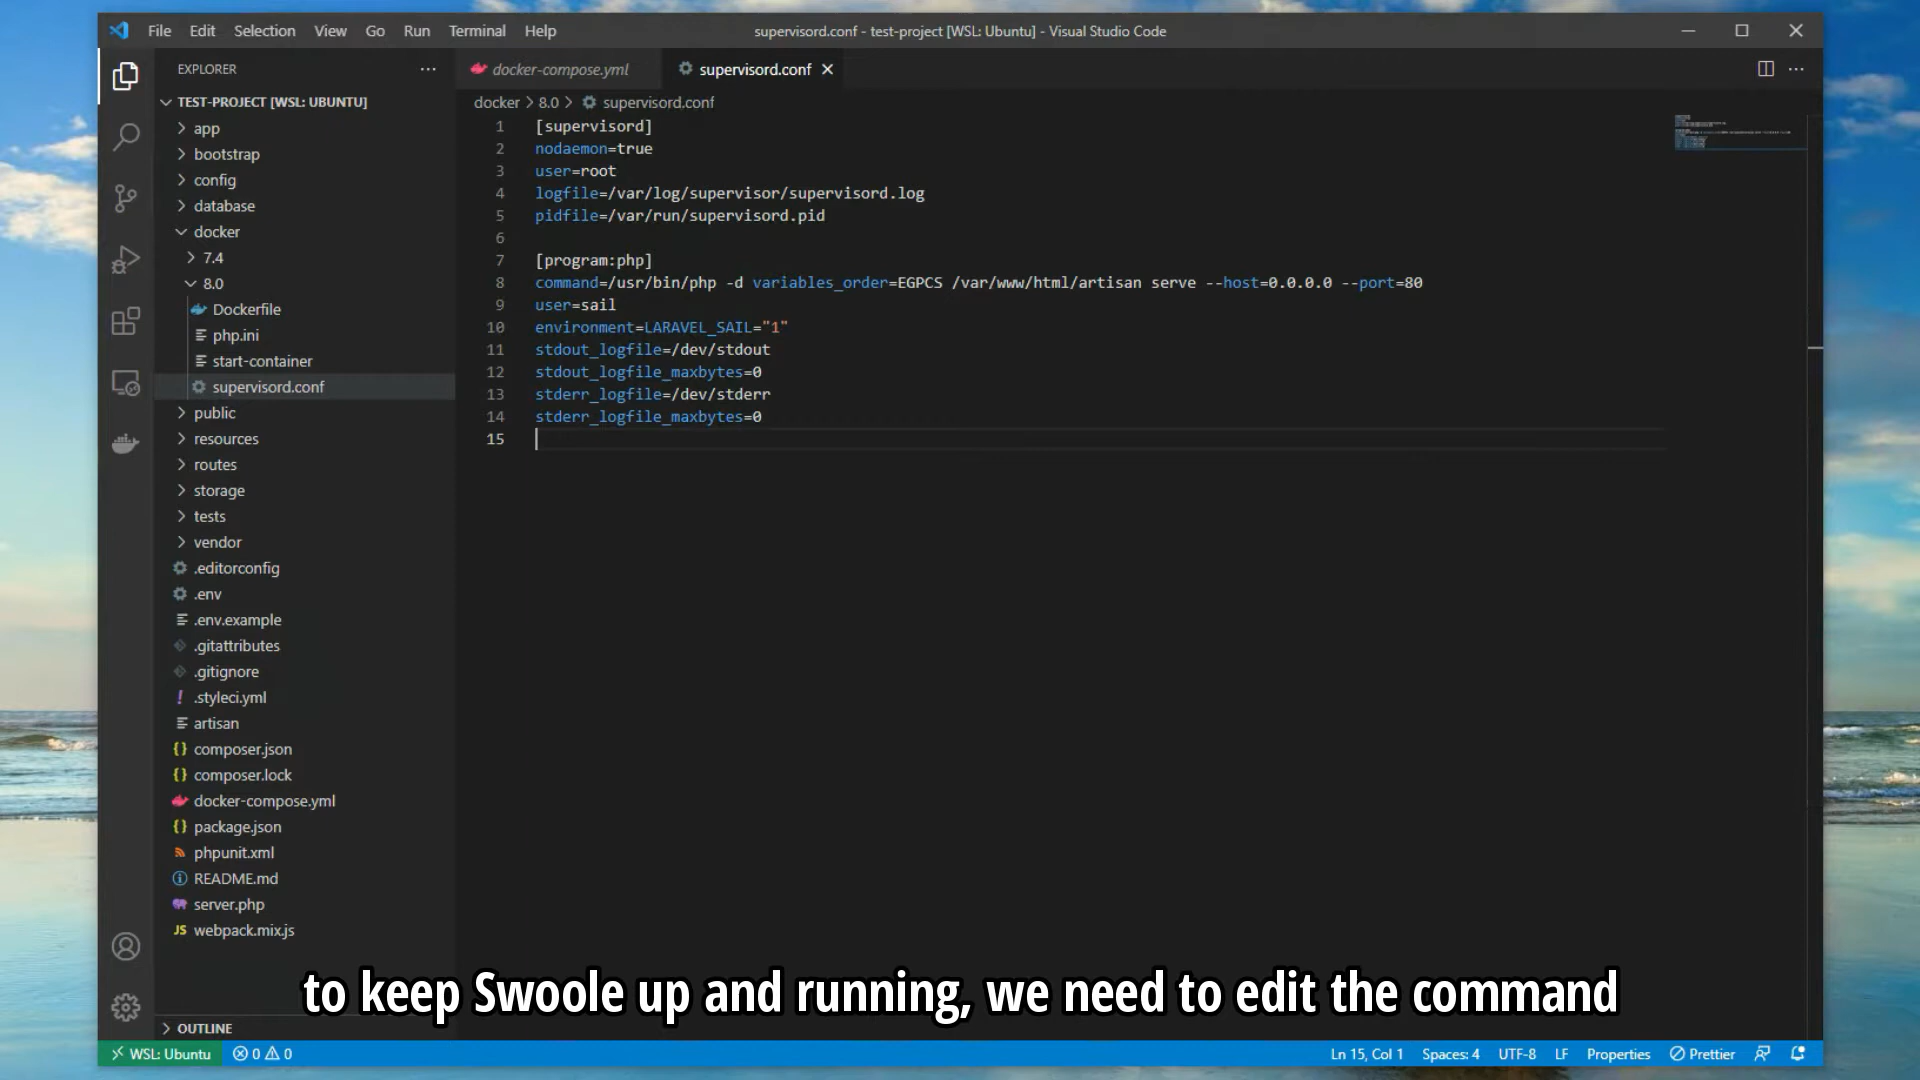 File Edit Selection View Go Run Terminal Help
supervisord.conf - test-project [WSL: Ubuntu] - Visual Studio Code
EXPLORER
docker-compose.yml
supervisord.conf
TEST-PROJECT [WSL: UBUNTU]
app
bootstrap
config
database
docker
7.4
8.0
Dockerfile
php.ini
start-container
supervisord.conf
public
resources
routes
storage
tests
vendor
.editorconfig
.env
.env.example
.gitattributes
.gitignore
.styleci.yml
artisan
composer.json
composer.lock
docker-compose.yml
package.json
phpunit.xml
README.md
server.php
JS webpack.mix.js
OUTLINE
docker > 8.0 > supervisord.conf
1 [supervisord]
2 nodaemon=true
3 user=root
4 logfile=/var/log/supervisor/supervisord.log
5 pidfile=/var/run/supervisord.pid
6
7 [program:php]
8 command=/usr/bin/php -d variables_order=EGPCS /var/www/html/artisan serve --host=0.0.0.0 --port=80
9 user=sail
10 environment=LARAVEL_SAIL="1"
11 stdout_logfile=/dev/stdout
12 stdout_logfile_maxbytes=0
13 stderr_logfile=/dev/stderr
14 stderr_logfile_maxbytes=0
15
to keep Swoole up and running, we need to edit the command
WSL: Ubuntu 0 0 Ln 15, Col 1 Spaces: 4 UTF-8 LF Properties Prettier